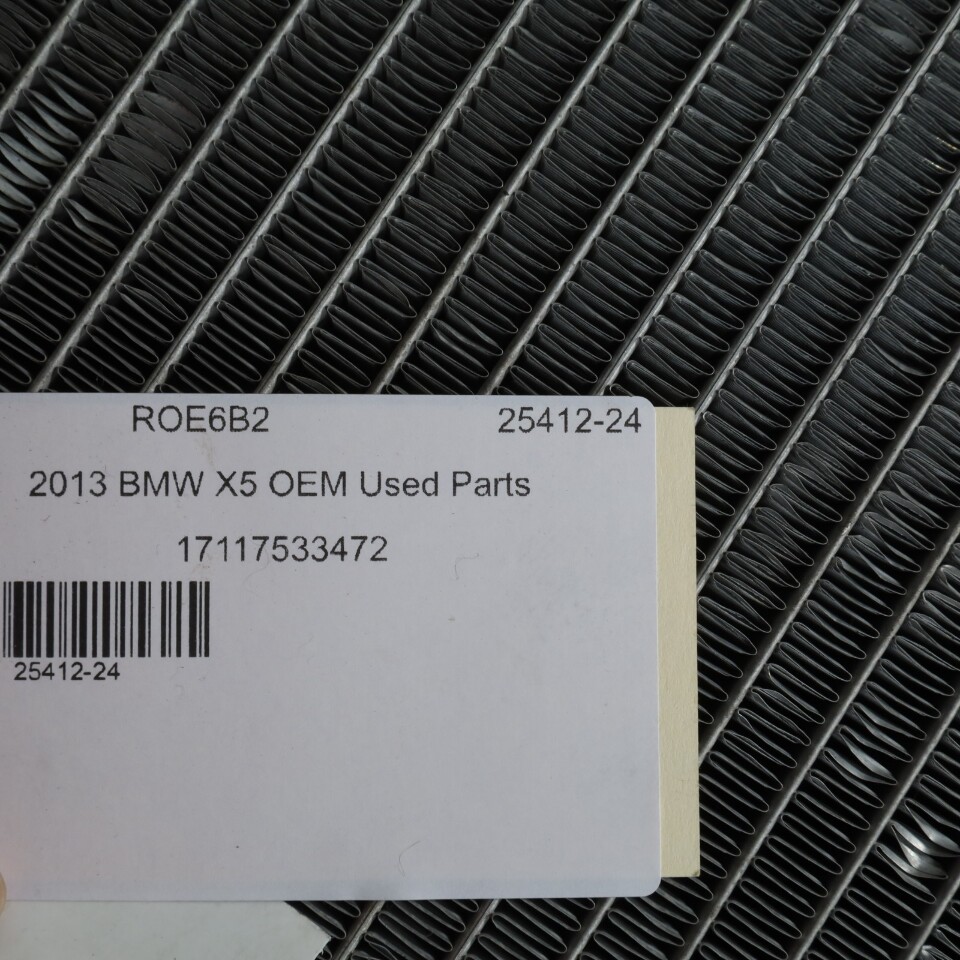 ROE6B2 25412-24
2013 BMW X5 OEM Used Parts
17117533472
25412-24